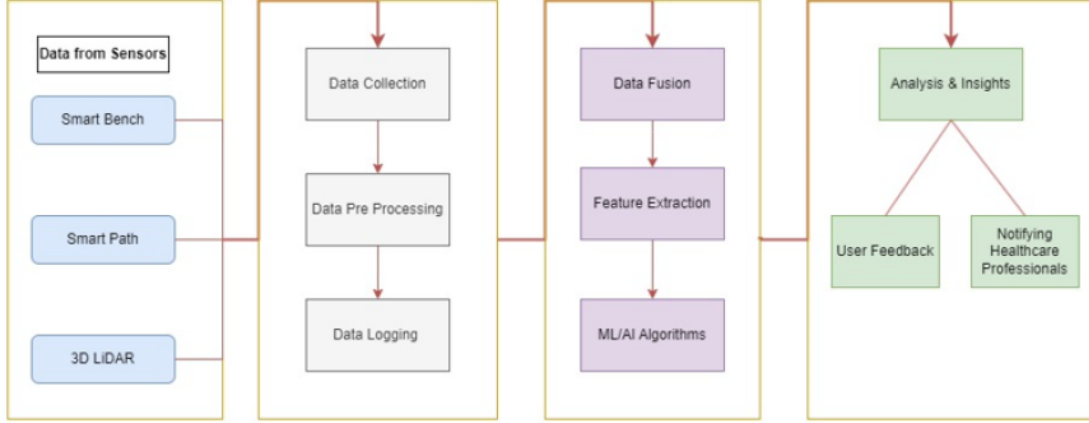 Data from Sensors
Smart Bench
Smart Path
3D LiDAR
Data Collection
Data Pre Processing
Data Logging
Data Fusion
Feature Extraction
ML/AI Algorithms
Analysis & Insights
User Feedback
Notifying
Healthcare
Professionals